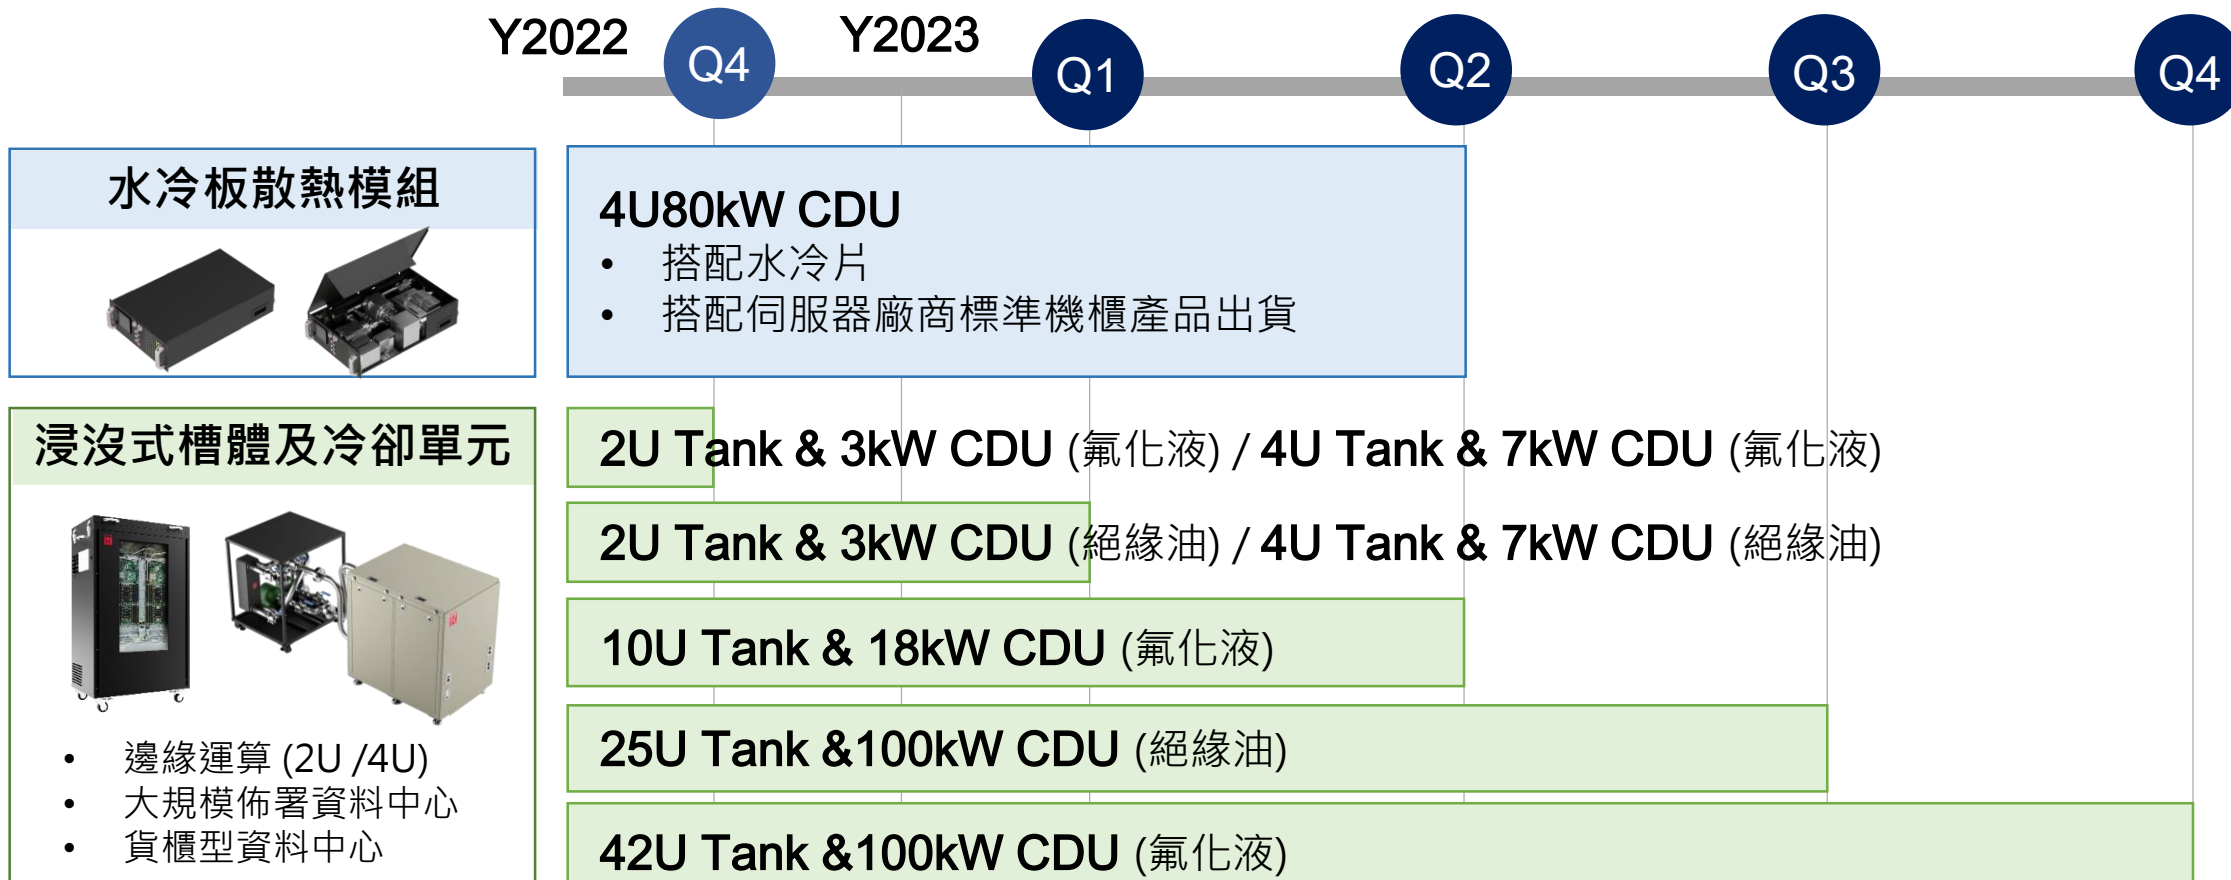 Y2022 Q4 Y2023 Q1 Q2 Q3 Q4
水冷板散熱模組
4U80kW CDU
• 搭配水冷片
• 搭配伺服器廠商標準機櫃產品出貨
浸沒式槽體及冷卻單元
• 邊緣運算 (2U /4U)
• 大規模佈署資料中心
• 貨櫃型資料中心
2U Tank & 3kW CDU (氟化液) / 4U Tank & 7kW CDU (氟化液)
2U Tank & 3kW CDU (絕緣油) / 4U Tank & 7kW CDU (絕緣油)
10U Tank & 18kW CDU (氟化液)
25U Tank &100kW CDU (絕緣油)
42U Tank &100kW CDU (氟化液)